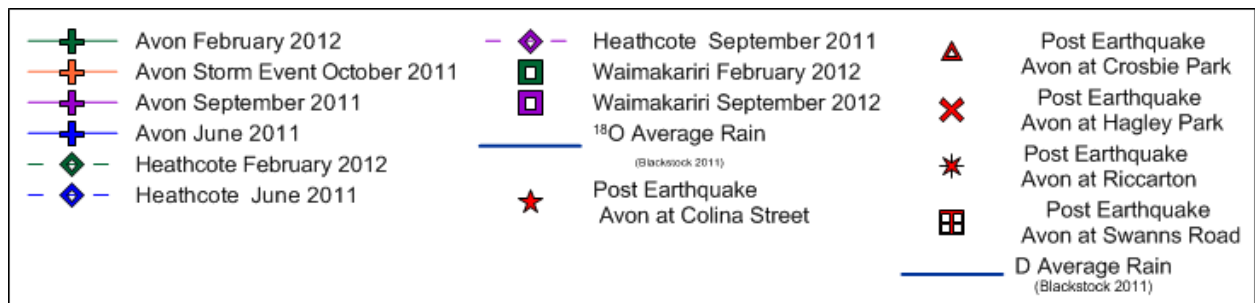 Avon February 2012
Avon Storm Event October 2011
Avon September 2011
Avon June 2011
Heathcote February 2012
Heathcote June 2011
Heathcote September 2011
Waimakariri February 2012
Waimakariri September 2012
¹⁸O Average Rain
(Blackstock 2011)
Post Earthquake
Avon at Colina Street
Post Earthquake
Avon at Crosbie Park
Post Earthquake
Avon at Hagley Park
Post Earthquake
Avon at Riccarton
Post Earthquake
Avon at Swanns Road
D Average Rain
(Blackstock 2011)